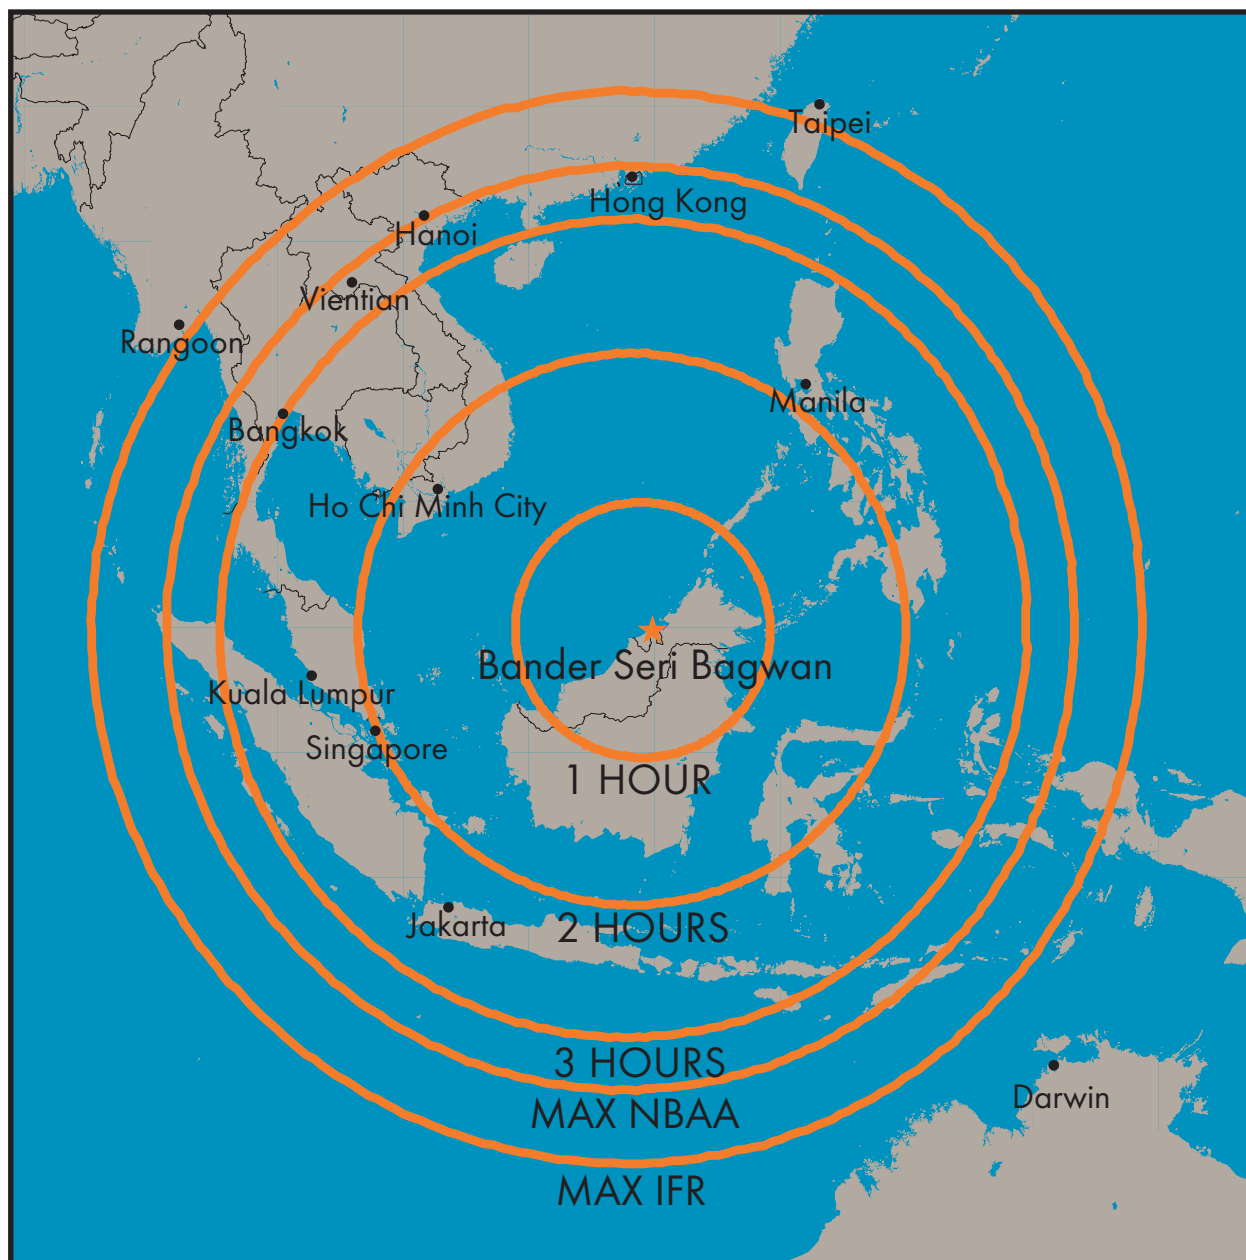 Taipei
Hong Kong
Hanoi
Vientian
Rangoon
Manila
Bangkok
Ho Chi Minh City
Bander Seri Bagwan
Kuala Lumpur
Singapore
1 HOUR
Jakarta
2 HOURS
3 HOURS
Darwin
MAX NBAA
MAX IFR